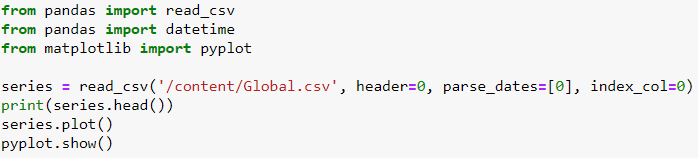 from pandas import read_csv
from pandas import datetime
from matplotlib import pyplot
series = read_csv('/content/Global.csv', header=0, parse_dates=[0], index_col=0)
print(series.head())
series.plot()
pyplot.show()